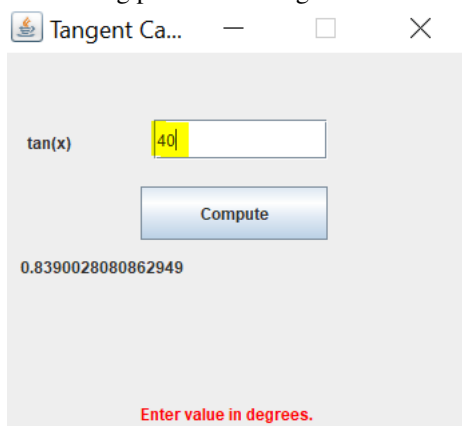 Tangent Ca...
tan(x)
40
Compute
0.8390028080862949
Enter value in degrees.